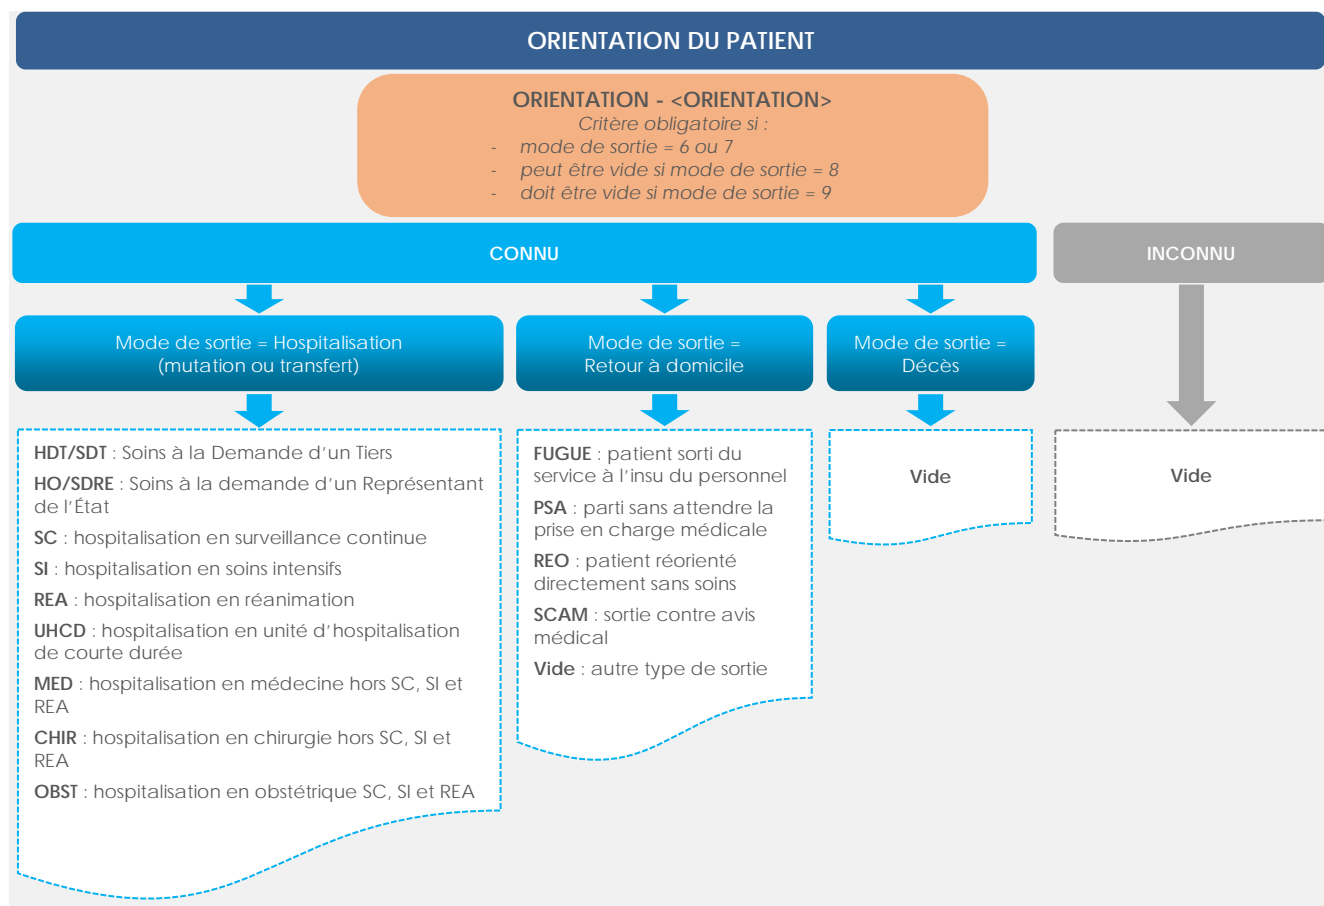 ORIENTATION DU PATIENT
ORIENTATION - <ORIENTATION>
Critère obligatoire si :
- mode de sortie = 6 ou 7
- peut être vide si mode de sortie = 8
- doit être vide si mode de sortie = 9
CONNU
INCONNU
Mode de sortie = Hospitalisation
(mutation ou transfert)
Mode de sortie =
Retour à domicile
Mode de sortie =
Décès
HDT/SDT : Soins à la Demande d'un Tiers
HO/SDRE : Soins à la demande d'un Représentant
de l'État
SC : hospitalisation en surveillance continue
SI : hospitalisation en soins intensifs
REA : hospitalisation en réanimation
UHCD : hospitalisation en unité d'hospitalisation
de courte durée
MED : hospitalisation en médecine hors SC, SI et
REA
CHIR : hospitalisation en chirurgie hors SC, SI et
REA
OBST : hospitalisation en obstétrique SC, SI et REA
FUGUE : patient sorti du
service à l'insu du personnel
PSA : parti sans attendre la
prise en charge médicale
REO : patient réorienté
directement sans soins
SCAM : sortie contre avis
médical
Vide : autre type de sortie
Vide
Vide